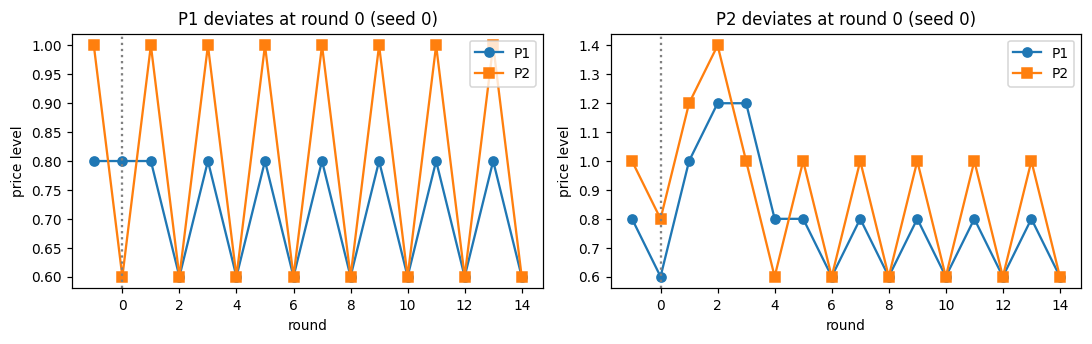 P1 deviates at round 0 (seed 0)
price level
1.00
0.95
0.90
0.85
0.80
0.75
0.70
0.65
0.60
P1
P2
0 2 4 6 8 10 12 14
round
P2 deviates at round 0 (seed 0)
price level
1.4
1.3
1.2
1.1
1.0
0.9
0.8
0.7
0.6
P1
P2
0 2 4 6 8 10 12 14
round